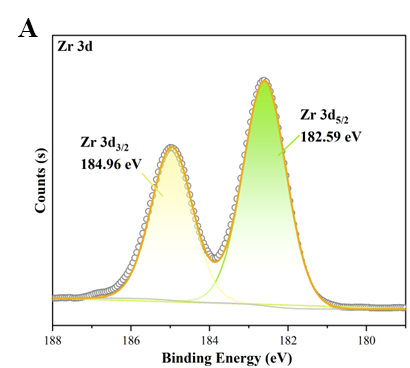 A
Zr 3d
Zr 3d5/2
182.59 eV
Zr 3d3/2
184.96 eV
Counts (s)
188 186 184 182 180
Binding Energy (eV)